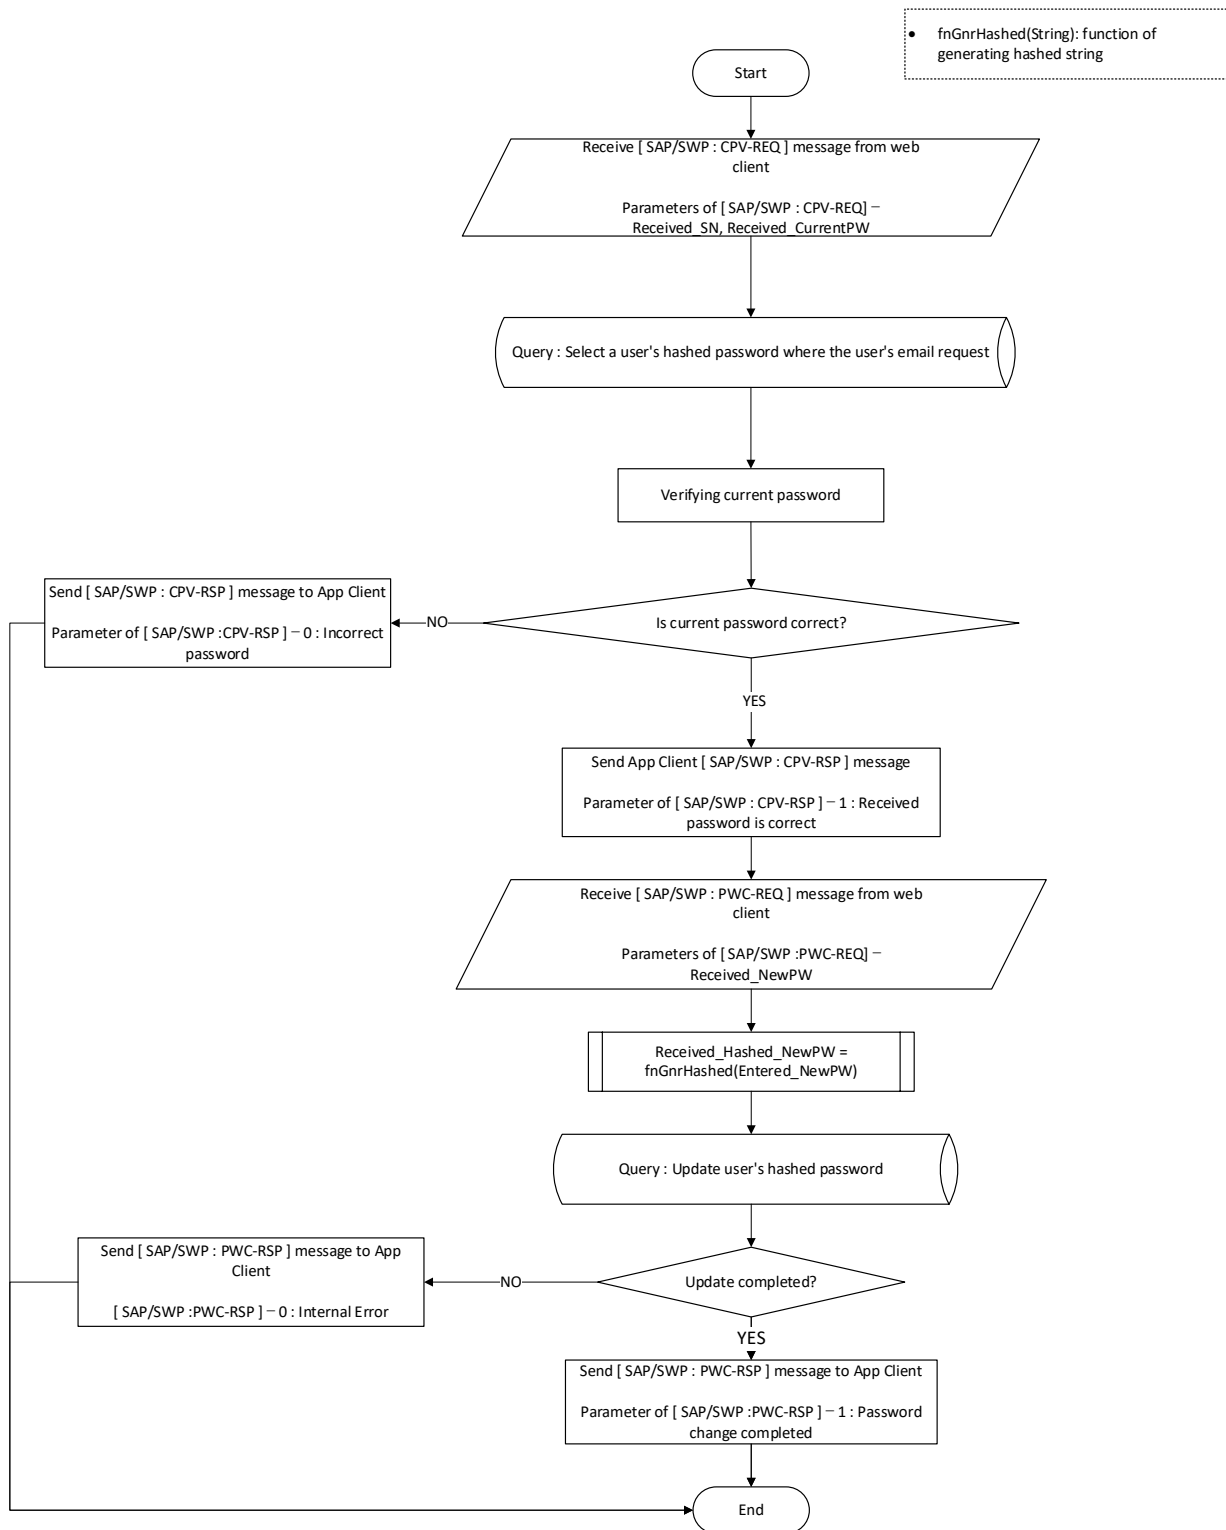 • fnGnrHashed(String): function of
generating hashed string
Start
Receive [ SAP/SWP : CPV-REQ ] message from web
client
Parameters of [ SAP/SWP : CPV-REQ] –
Received_SN, Received_CurrentPW
Query : Select a user's hashed password where the user's email request
Verifying current password
Send [ SAP/SWP : CPV-RSP ] message to App Client
Parameter of [ SAP/SWP :CPV-RSP ] – 0 : Incorrect
password
NO
Is current password correct?
YES
Send App Client [ SAP/SWP : CPV-RSP ] message
Parameter of [ SAP/SWP : CPV-RSP ] – 1 : Received
password is correct
Receive [ SAP/SWP : PWC-REQ ] message from web
client
Parameters of [ SAP/SWP :PWC-REQ] –
Received_NewPW
Received_Hashed_NewPW =
fnGnrHashed(Entered_NewPW)
Query : Update user's hashed password
Send [ SAP/SWP : PWC-RSP ] message to App
Client
[ SAP/SWP :PWC-RSP ] – 0 : Internal Error
NO
Update completed?
YES
Send [ SAP/SWP : PWC-RSP ] message to App Client
Parameter of [ SAP/SWP :PWC-RSP ] – 1 : Password
change completed
End